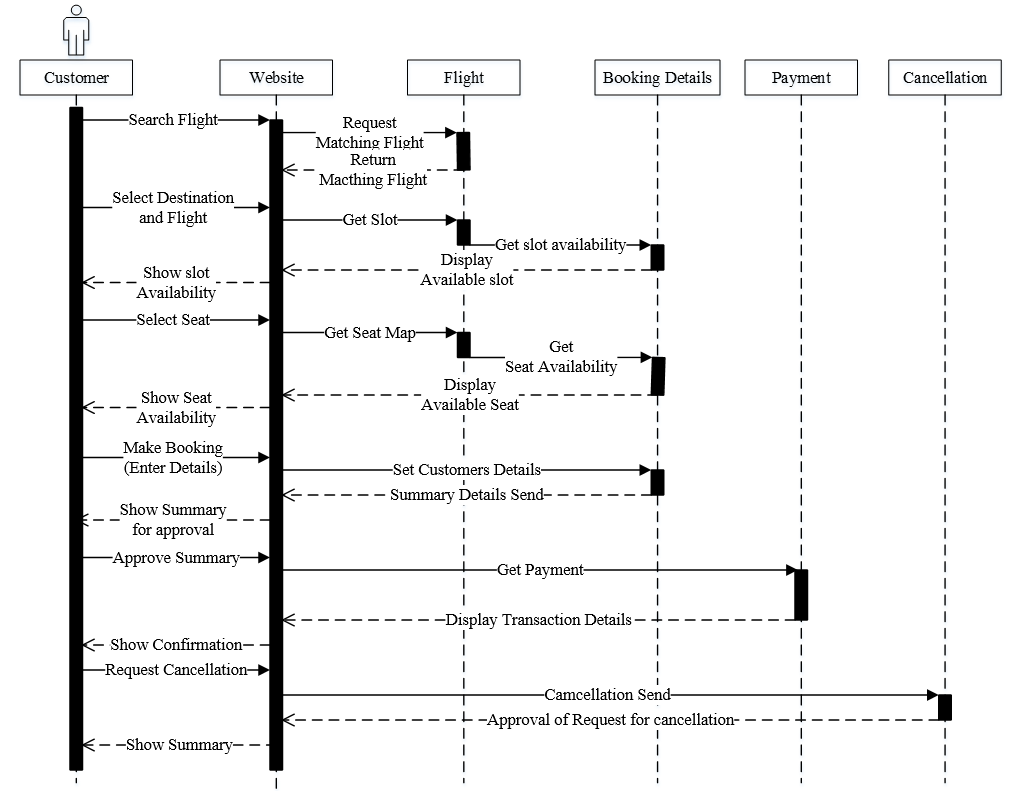 Customer
Website
Flight
Booking Details
Payment
Cancellation
Search Flight
Request
Matching Flight
Return
Macthing Flight
Select Destination
and Flight
Get Slot
Get slot availability
Display
Available slot
Show slot
Availability
Select Seat
Get Seat Map
Get
Seat Availability
Display
Available Seat
Show Seat
Availability
Make Booking
(Enter Details)
Set Customers Details
Summary Details Send
Show Summary
for approval
Approve Summary
Get Payment
Display Transaction Details
Show Confirmation
Request Cancellation
Camcellation Send
Approval of Request for cancellation
Show Summary